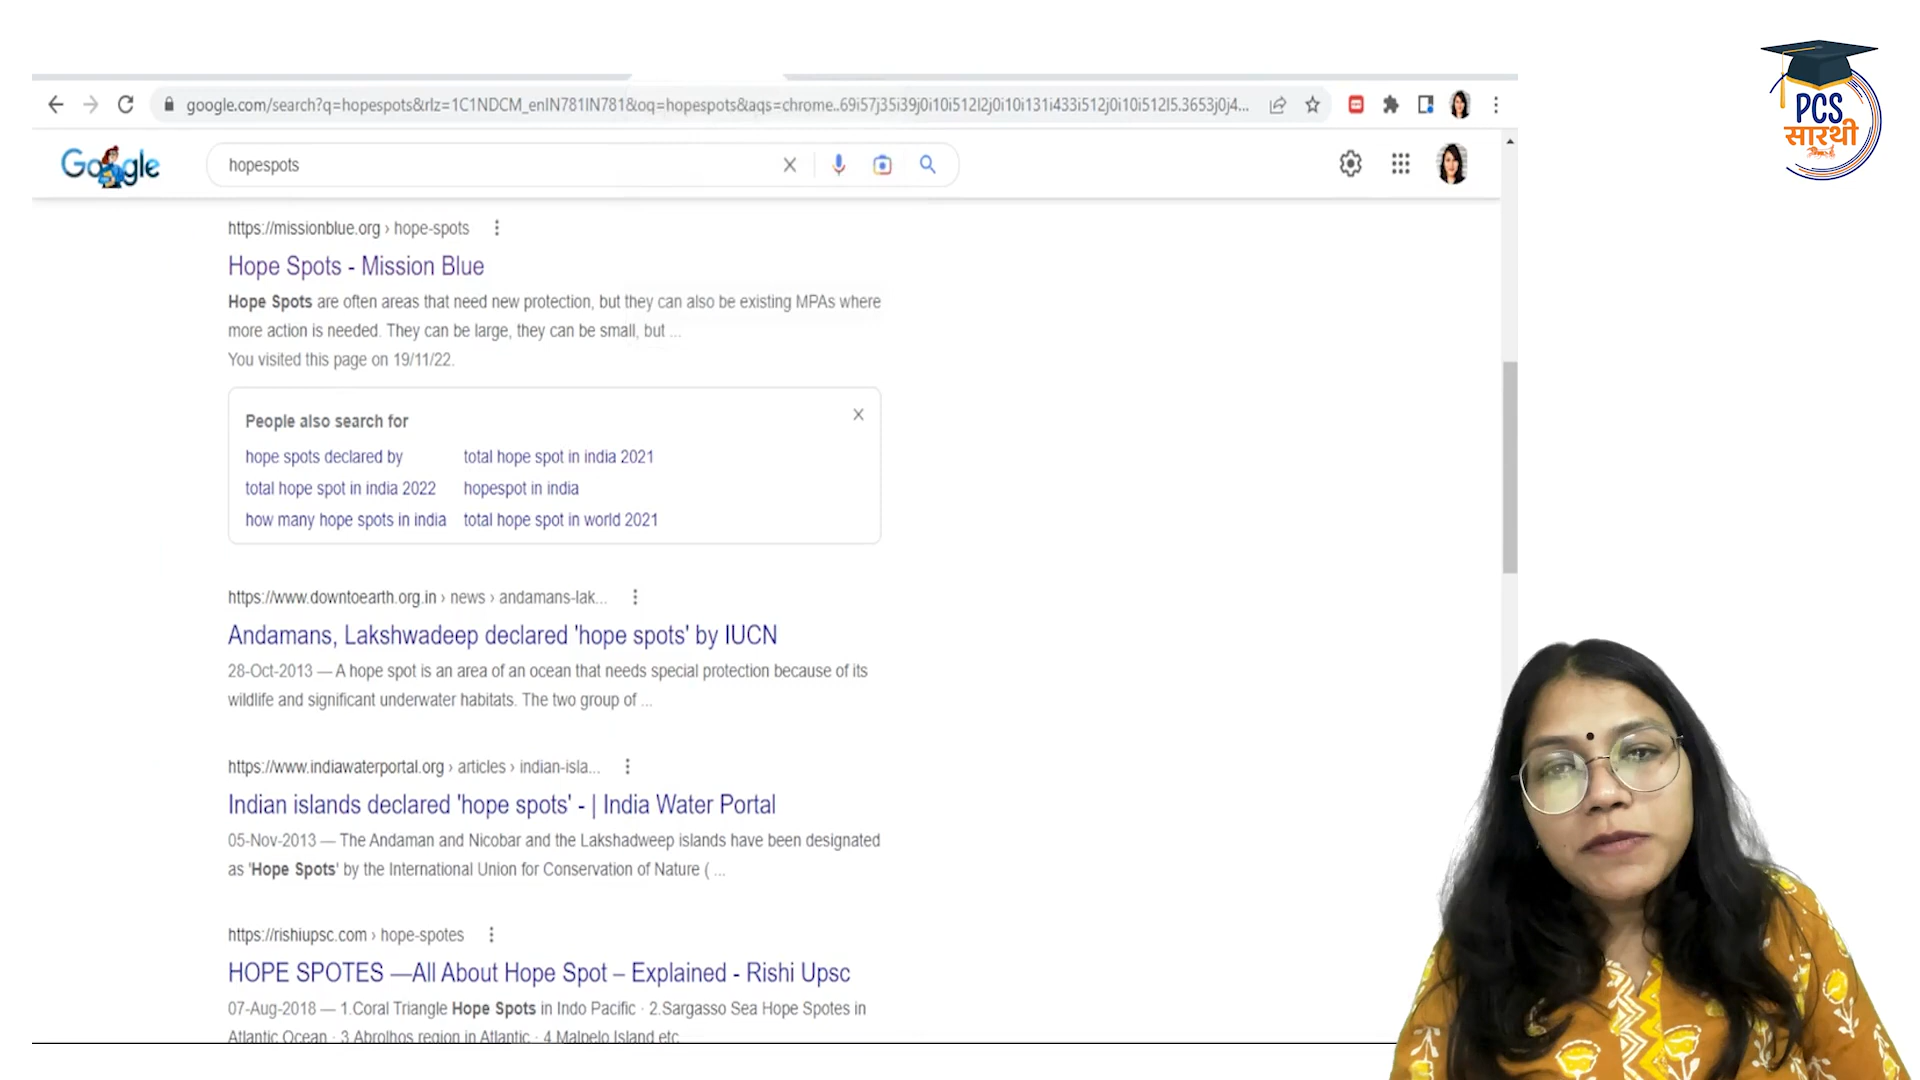 PCS
सारथी
google.com/search?q=hopespots&rlz=1C1NDCM_enIN781IN781&oq=hopespots&aqs=chrome..69i57j35i39j0i10i512l2j0i10i131i433i512j0i10i512l5.3653j0j4...
Google
hopespots
https://missionblue.org › hope-spots
Hope Spots - Mission Blue
Hope Spots are often areas that need new protection, but they can also be existing MPAs where
more action is needed. They can be large, they can be small, but ...
You visited this page on 19/11/22.
People also search for
hope spots declared by
total hope spot in india 2021
total hope spot in india 2022
hopespot in india
how many hope spots in india
total hope spot in world 2021
https://www.downtoearth.org.in › news › andamans-lak...
Andamans, Lakshwadeep declared 'hope spots' by IUCN
28-Oct-2013 — A hope spot is an area of an ocean that needs special protection because of its
wildlife and significant underwater habitats. The two group of ...
https://www.indiawaterportal.org › articles › indian-isla...
Indian islands declared 'hope spots' - | India Water Portal
05-Nov-2013 — The Andaman and Nicobar and the Lakshadweep islands have been designated
as 'Hope Spots' by the International Union for Conservation of Nature ( ...
https://rishiupsc.com › hope-spotes
HOPE SPOTES —All About Hope Spot – Explained - Rishi Upsc
07-Aug-2018 — 1.Coral Triangle Hope Spots in Indo Pacific · 2.Sargasso Sea Hope Spotes in
Atlantic Ocean · 3 Abrolhos region in Atlantic · 4 Malpelo Island etc